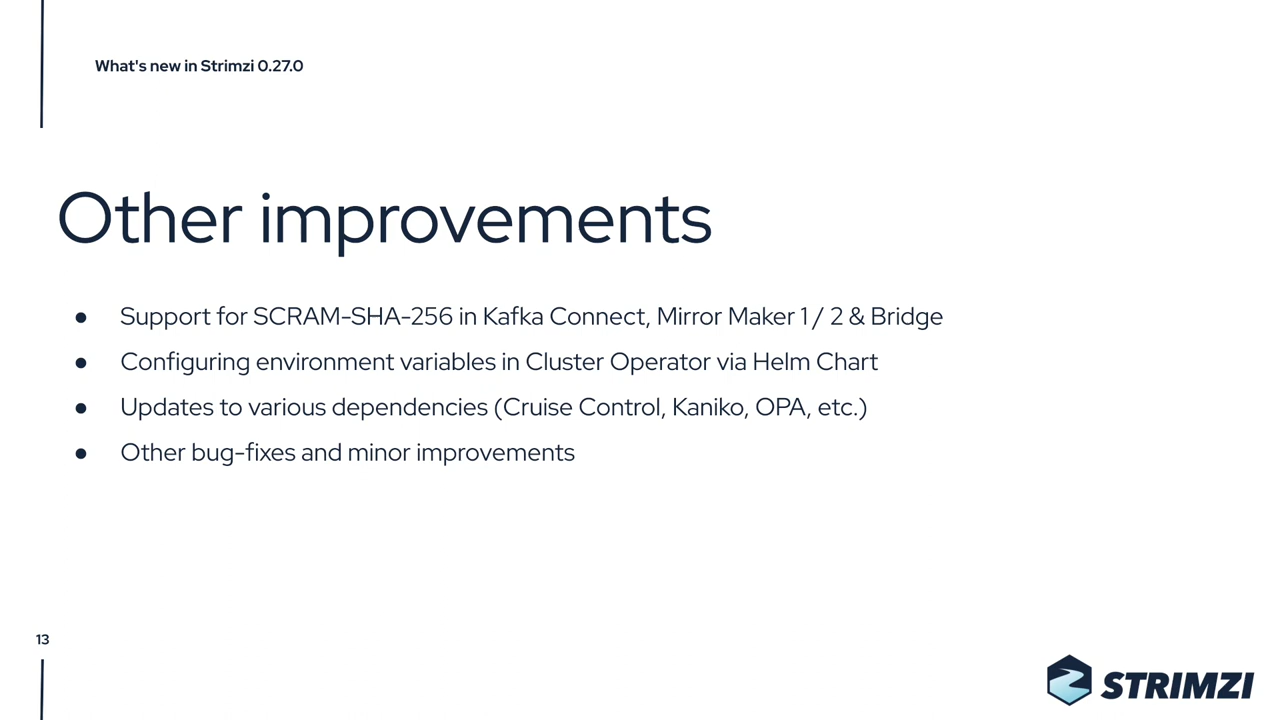 What's new in Strimzi 0.27.0
Other improvements
● Support for SCRAM-SHA-256 in Kafka Connect, Mirror Maker 1 / 2 & Bridge
● Configuring environment variables in Cluster Operator via Helm Chart
● Updates to various dependencies (Cruise Control, Kaniko, OPA, etc.)
● Other bug-fixes and minor improvements
13
STRIMZI